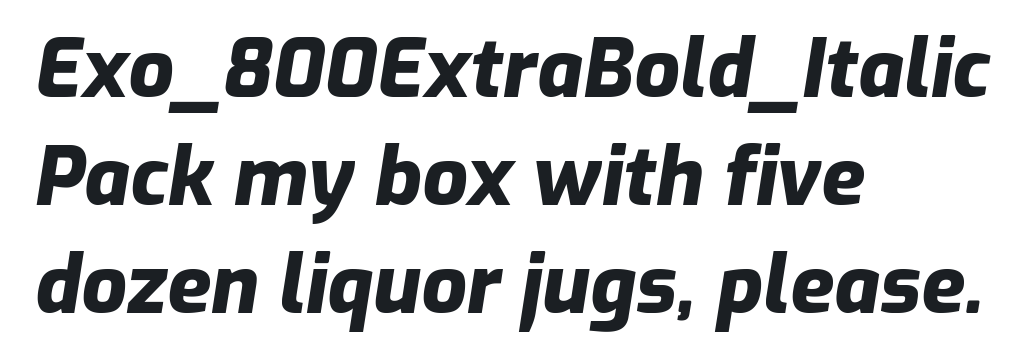 Exo_800ExtraBold_Italic
Pack my box with five
dozen liquor jugs, please.